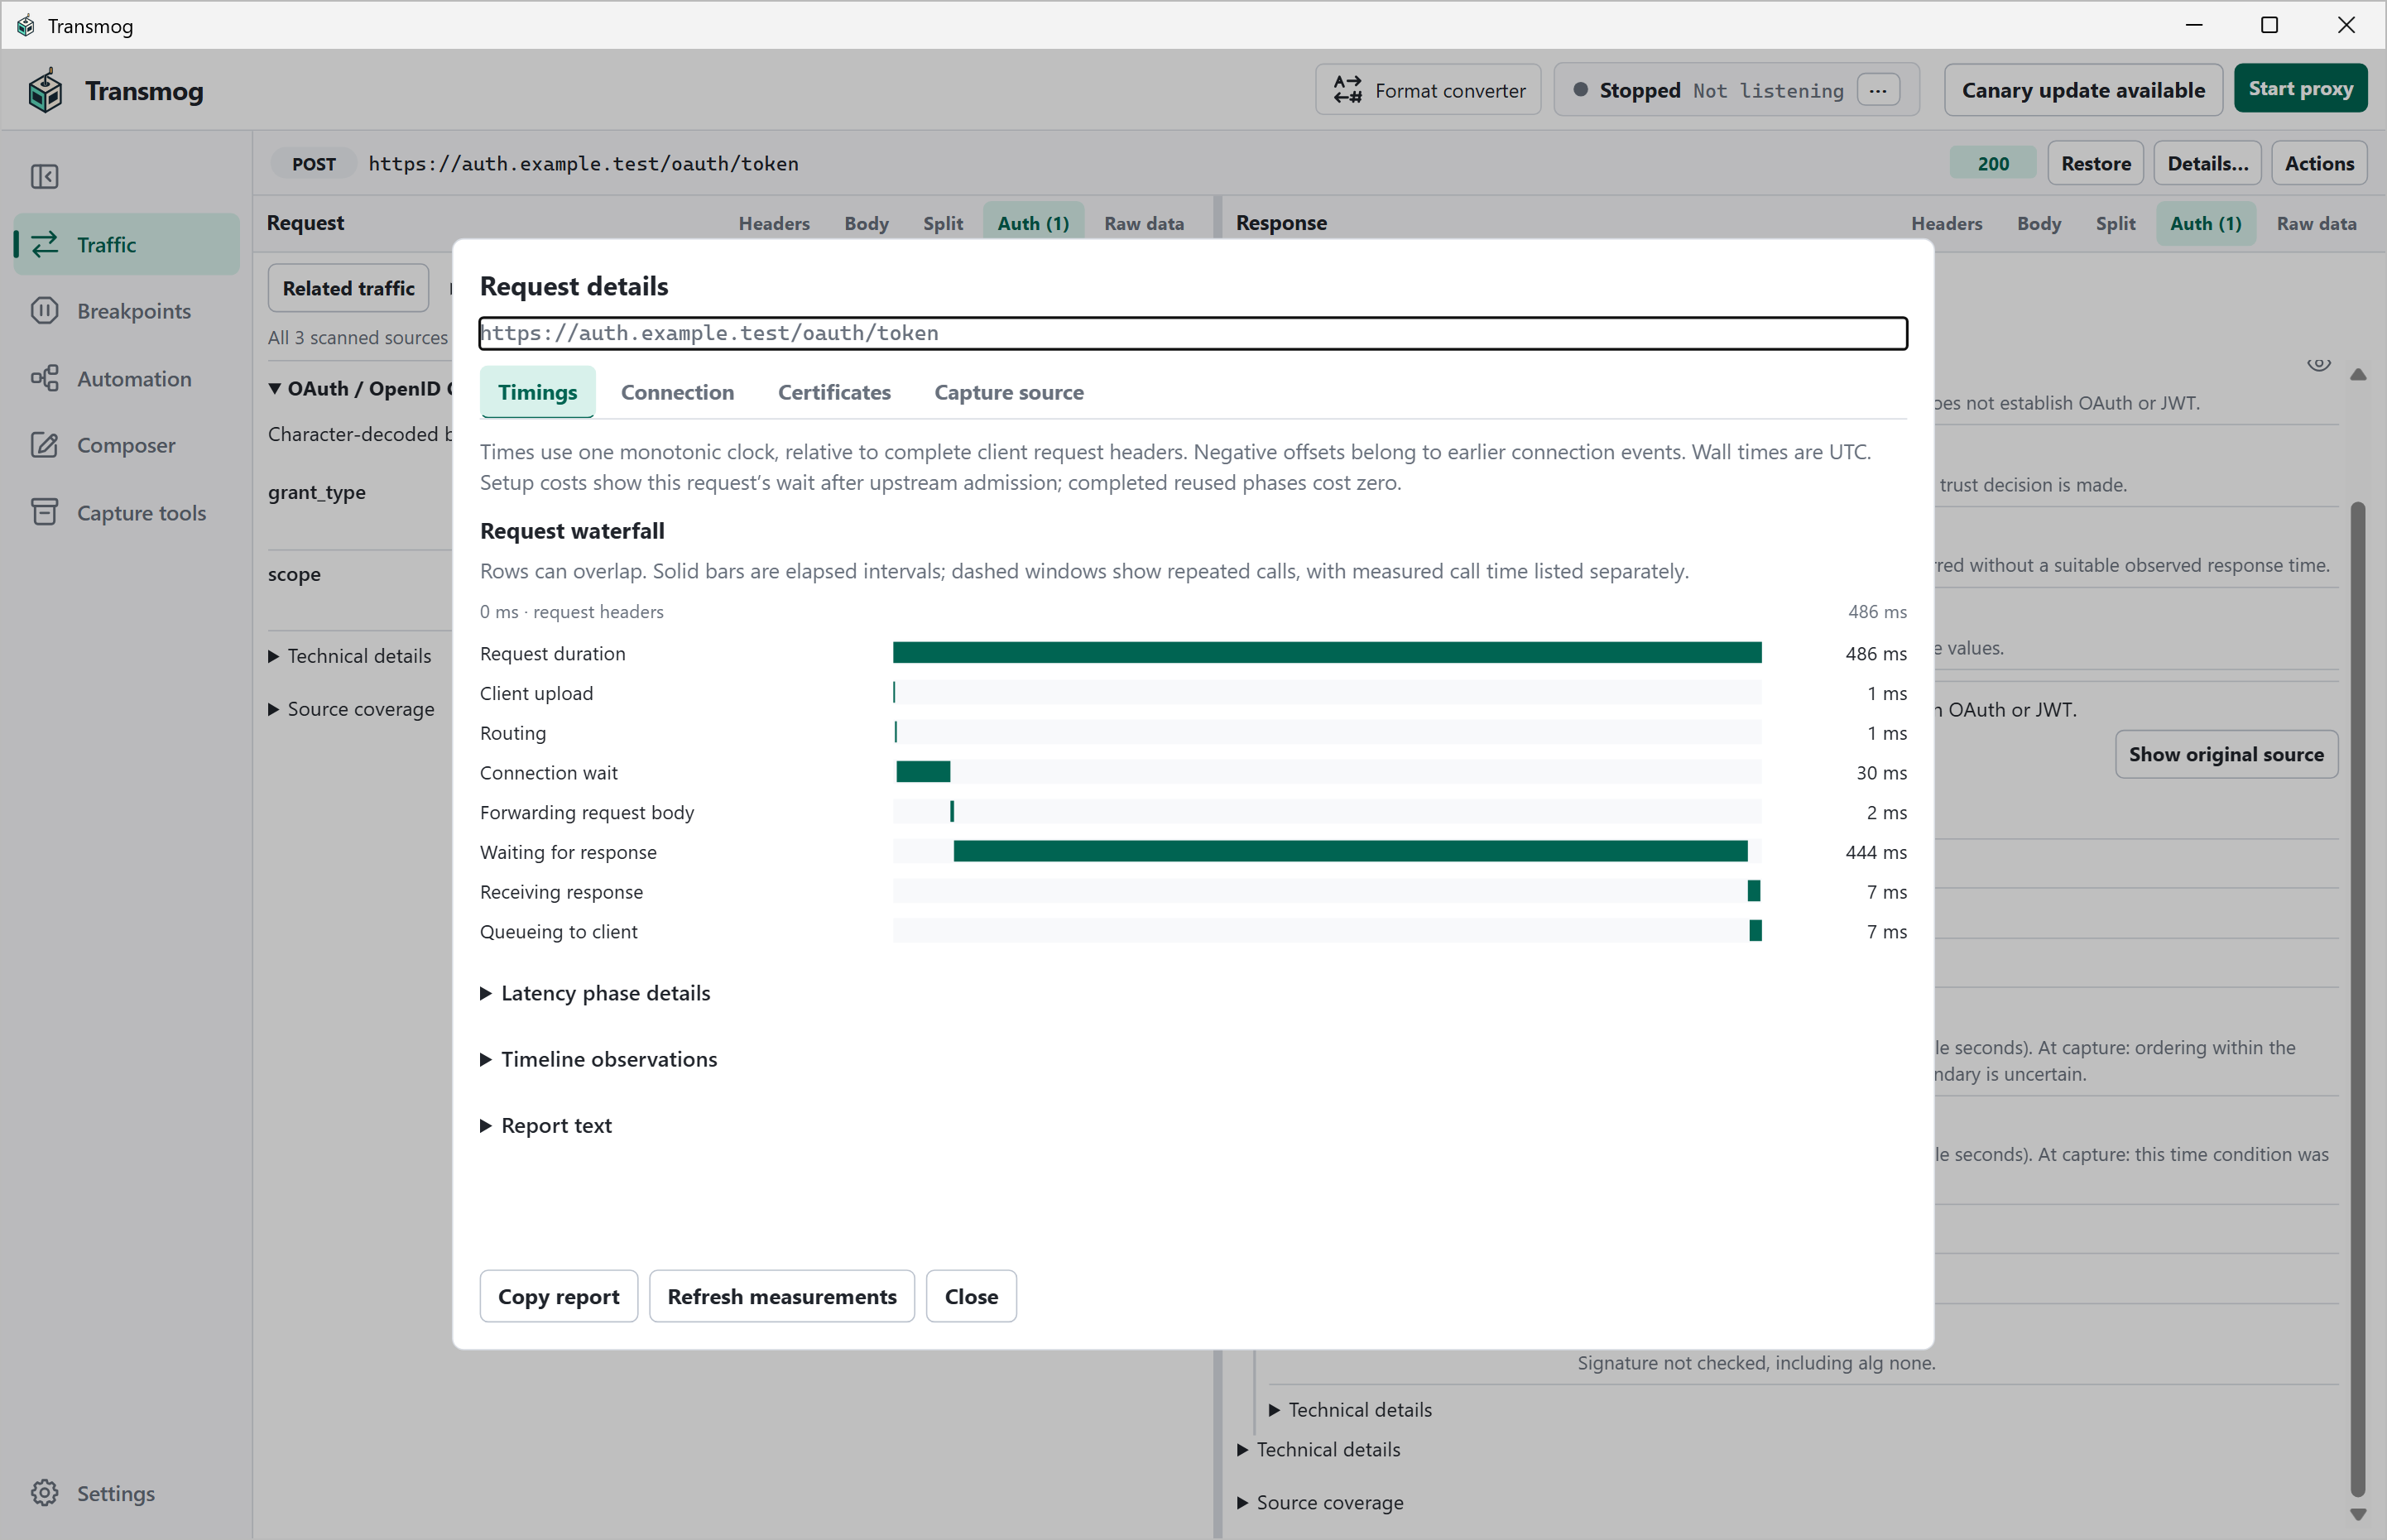 Transmog
Transmog
Format converter
Stopped Not listening ...
Canary update available
Start proxy
POST https://auth.example.test/oauth/token
200 Restore Details... Actions
Request Headers Body Split Auth (1) Raw data
Response Headers Body Split Auth (1) Raw data
Traffic
Breakpoints
Automation
Composer
Capture tools
Settings
Related traffic
All 3 scanned sources
OAuth / OpenID
Character-decoded
grant_type
scope
Technical details
Source coverage
Request details
https://auth.example.test/oauth/token
Timings Connection Certificates Capture source
Times use one monotonic clock, relative to complete client request headers. Negative offsets belong to earlier connection events. Wall times are UTC.
Setup costs show this request’s wait after upstream admission; completed reused phases cost zero.
Request waterfall
Rows can overlap. Solid bars are elapsed intervals; dashed windows show repeated calls, with measured call time listed separately.
0 ms · request headers 486 ms
Request duration 486 ms
Client upload 1 ms
Routing 1 ms
Connection wait 30 ms
Forwarding request body 2 ms
Waiting for response 444 ms
Receiving response 7 ms
Queueing to client 7 ms
Latency phase details
Timeline observations
Report text
Copy report Refresh measurements Close
not establish OAuth or JWT.
trust decision is made.
without a suitable observed response time.
values.
OAuth or JWT.
Show original source
seconds). At capture: ordering within the
is uncertain.
seconds). At capture: this time condition was
Signature not checked, including alg none.
Technical details
Technical details
Source coverage